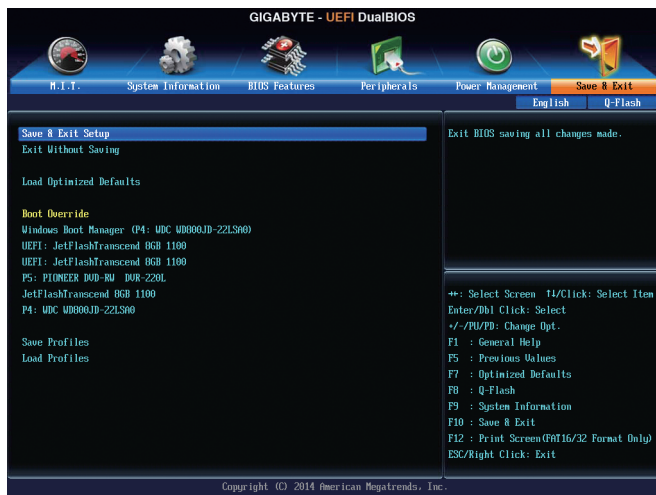 GIGABYTE - UEFI DualBIOS
M.I.T.
System Information
BIOS Features
Peripherals
Power Management
Save & Exit
English
Q-Flash
Save & Exit Setup
Exit Without Saving
Load Optimized Defaults
Boot Override
Windows Boot Manager (P4: WDC WD800JD-22LSA0)
UEFI: JetFlashTranscend 8GB 1100
UEFI: JetFlashTranscend 8GB 1100
P5: PIONEER DVD-RW  DVR-220L
JetFlashTranscend 8GB 1100
P4: WDC WD800JD-22LSA0
Save Profiles
Load Profiles
Exit BIOS saving all changes made.
→←: Select Screen  ↑↓/Click: Select Item
Enter/Dbl Click: Select
+/-/PU/PD: Change Opt.
F1  : General Help
F5  : Previous Values
F7  : Optimized Defaults
F8  : Q-Flash
F9  : System Information
F10 : Save & Exit
F12 : Print Screen(FAT16/32 Format Only)
ESC/Right Click: Exit
Copyright (C) 2014 American Megatrends, Inc.